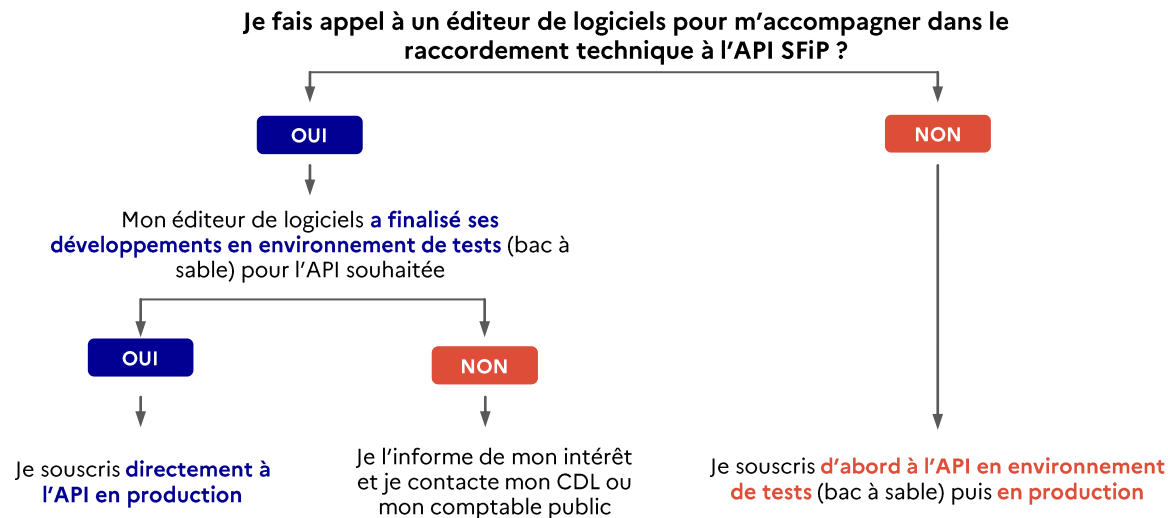 Je fais appel à un éditeur de logiciels pour m'accompagner dans le
raccordement technique à l'API SFiP ?
OUI
NON
Mon éditeur de logiciels a finalisé ses
développements en environnement de tests (bac à
sable) pour l'API souhaitée
OUI
NON
Je souscris directement à
l'API en production
Je l'informe de mon intérêt
et je contacte mon CDL ou
mon comptable public
Je souscris d'abord à l'API en environnement
de tests (bac à sable) puis en production